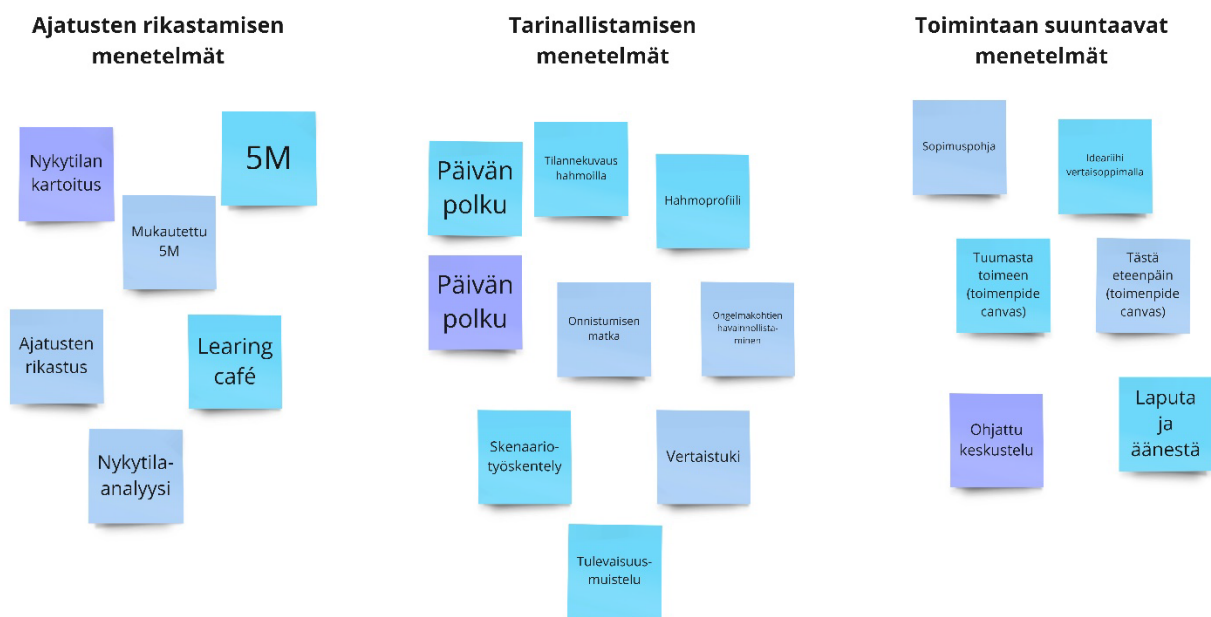 Ajatusten rikastamisen
menetelmät
Nykytilan
kartoitus
5M
Mukautettu
5M
Ajatusten
rikastus
Learing
café
Nykytila-
analyysi
Tarinallistamisen
menetelmät
Päivän
polku
Tilannekuvaus
hahmoilla
Hahmoprofiili
Päivän
polku
Onnistumisen
matka
Ongelmakohtien
havainnollista-
minen
Skenaario-
työskentely
Vertaistuki
Tulevaisuus-
muistelu
Toimintaan suuntaavat
menetelmät
Sopimuspohja
Ideariihi
vertaisoppimalla
Tuumasta
toimeen
(toimenpide
canvas)
Tästä
eteenpäin
(toimenpide
canvas)
Ohjattu
keskustelu
Laputa
ja
äänestä